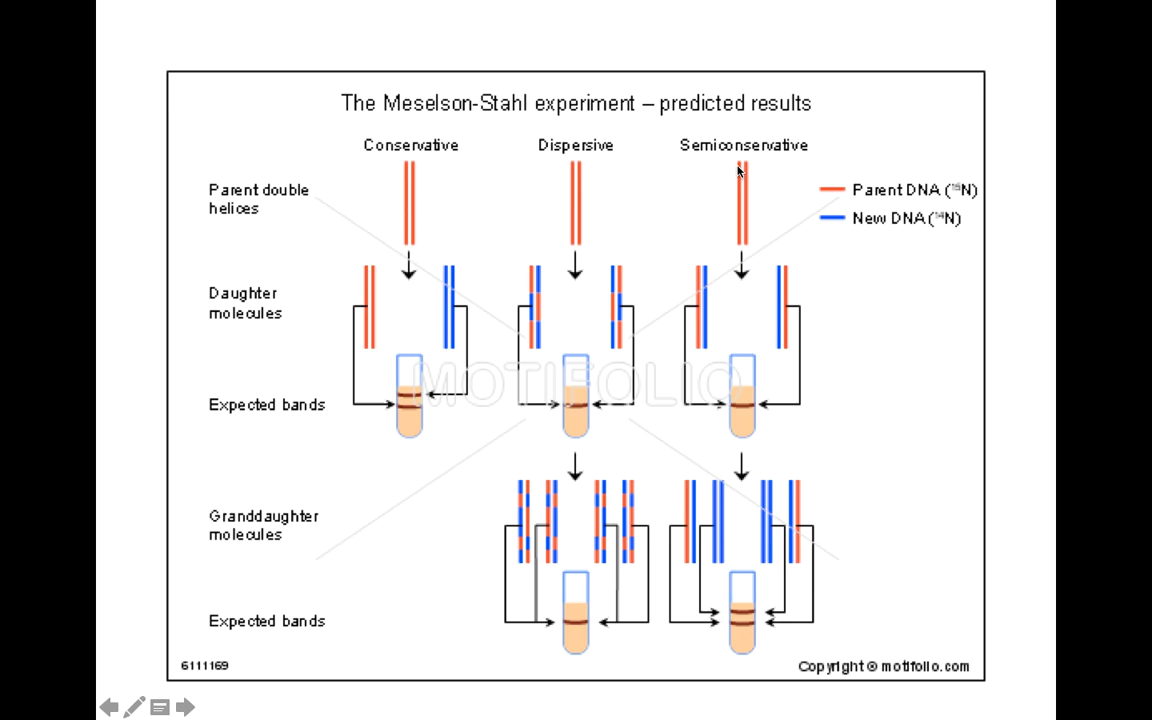 The Meselson-Stahl experiment – predicted results
Conservative
Dispersive
Semiconservative
Parent double
helices
Parent DNA (¹⁵N)
New DNA (¹⁴N)
Daughter
molecules
MOTIFOLIO
Expected bands
Granddaughter
molecules
Expected bands
6111169
Copyright © motifolio.com